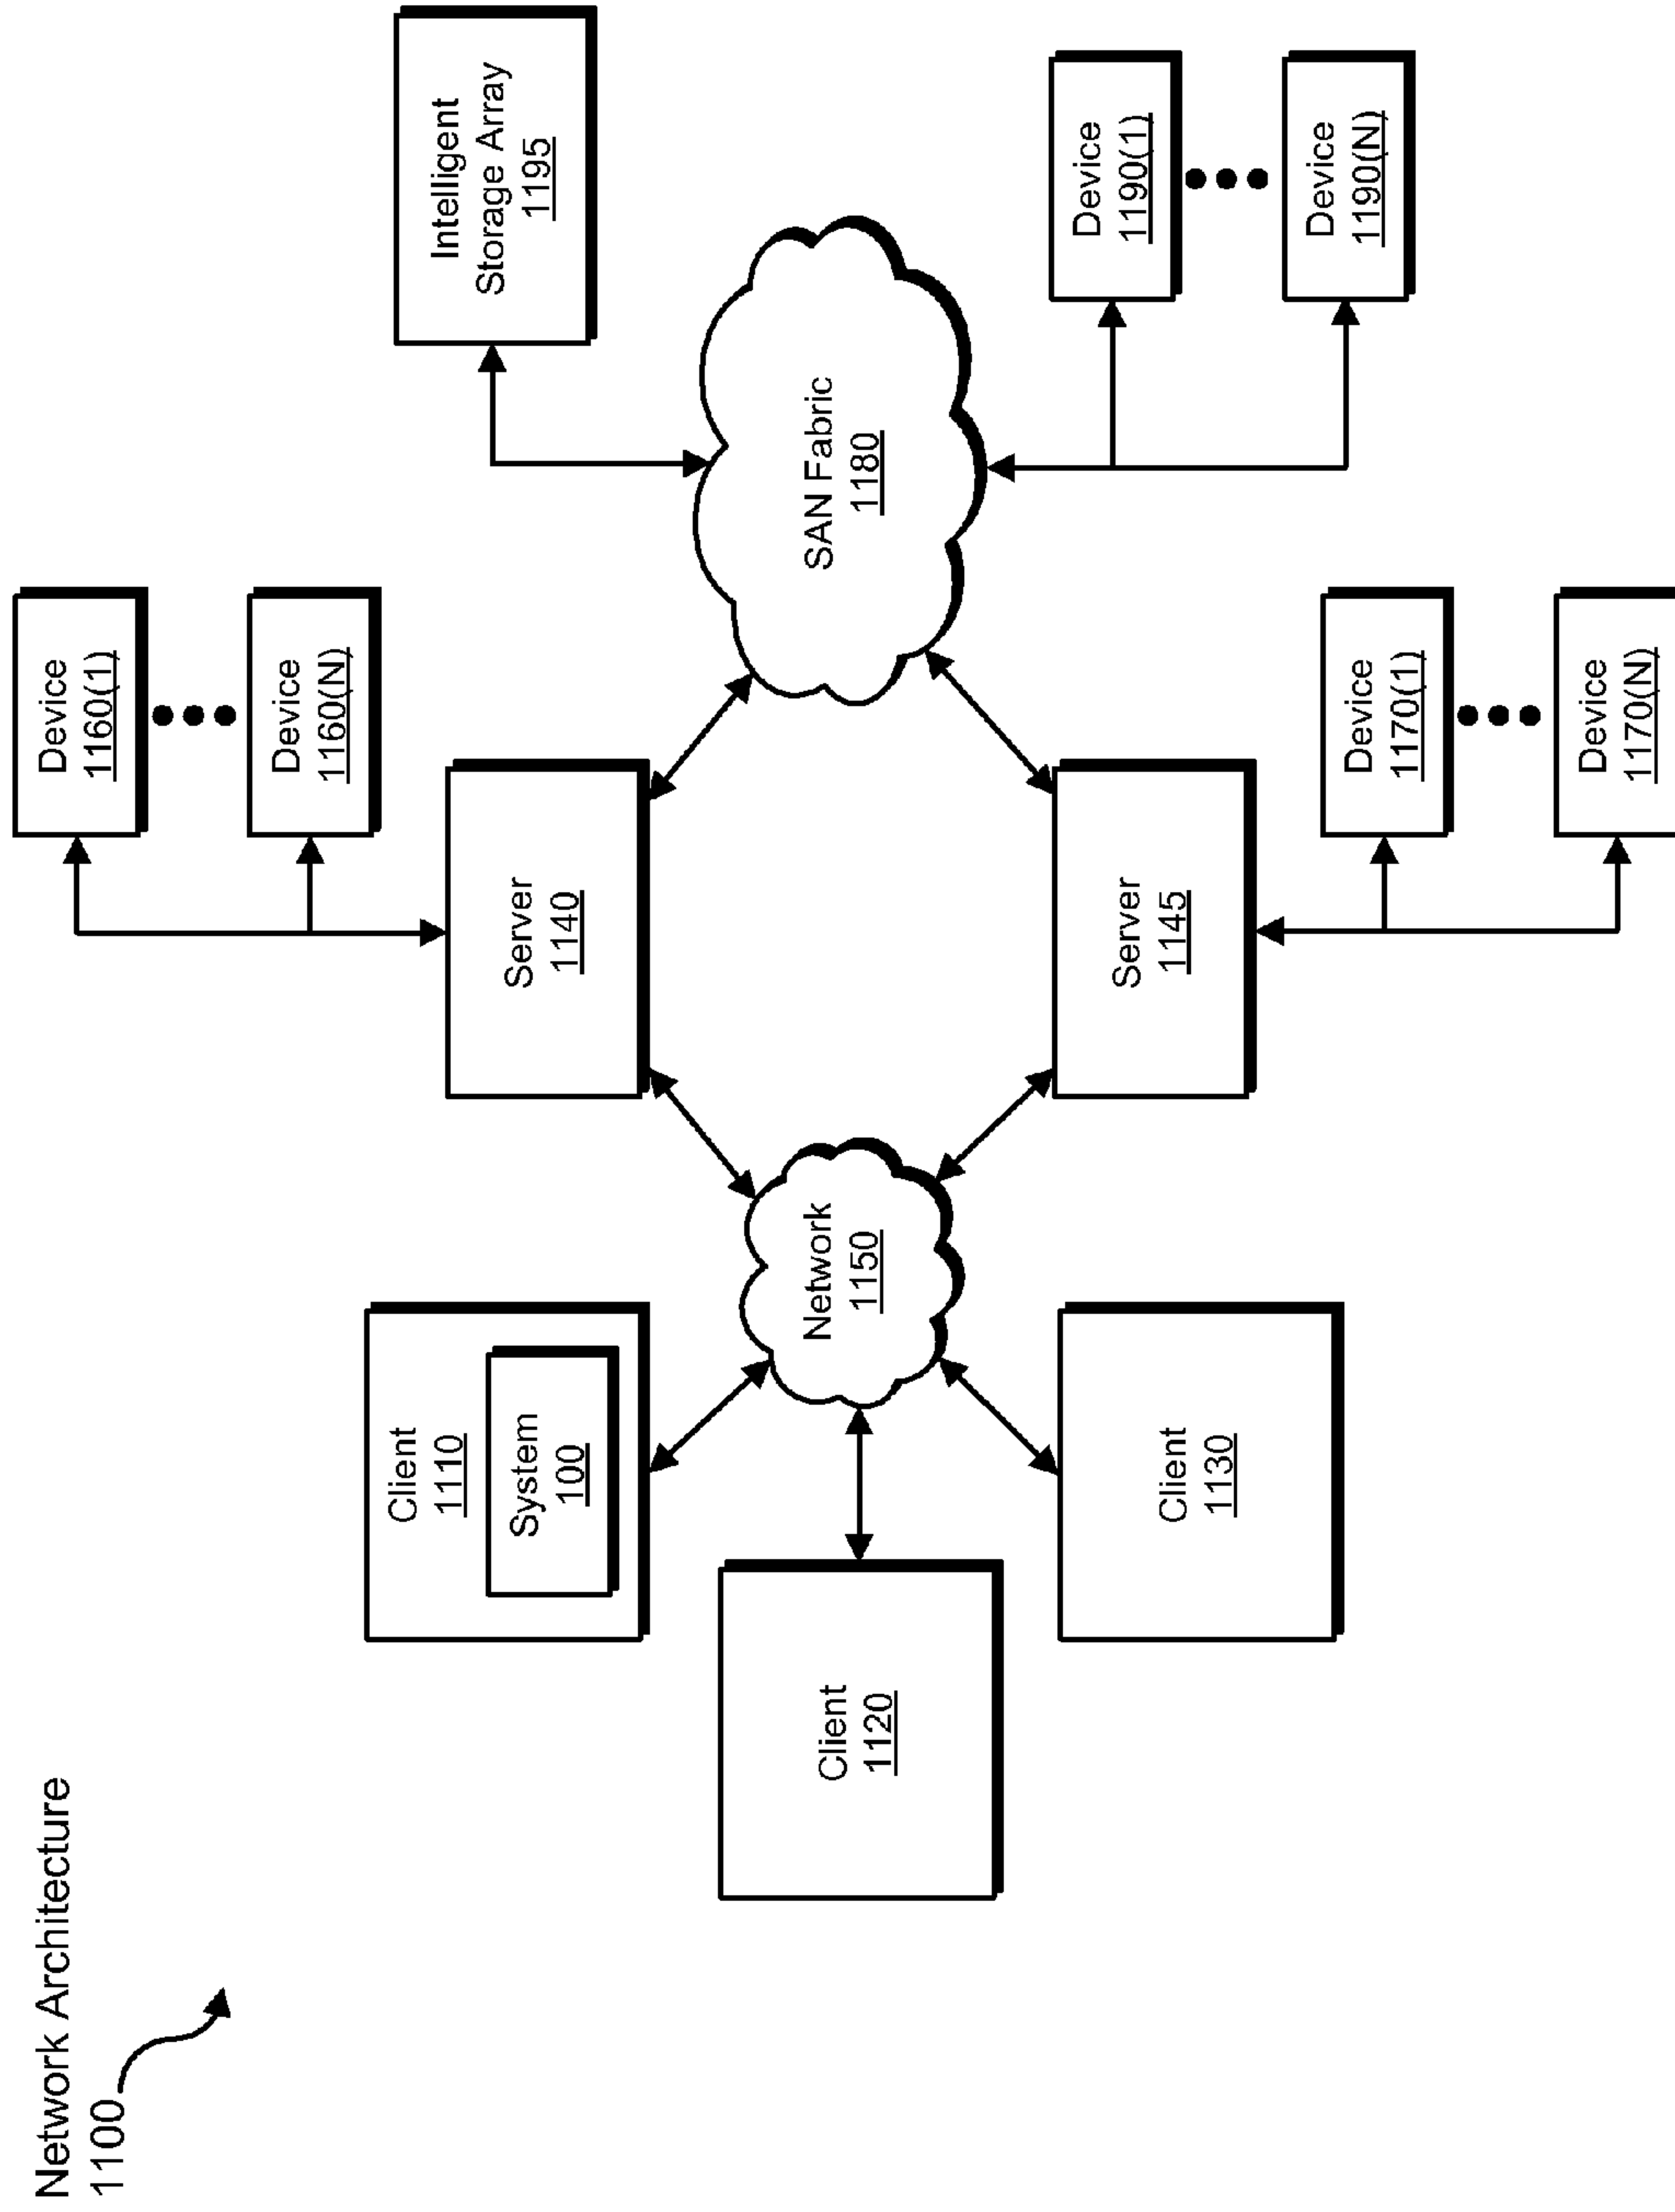 Network Architecture
1100
Client
1110
System
100
Client
1120
Client
1130
Network
1150
Server
1140
Server
1145
Device
1160(1)
Device
1160(N)
Device
1170(1)
Device
1170(N)
SAN Fabric
1180
Intelligent
Storage Array
1195
Device
1190(1)
Device
1190(N)